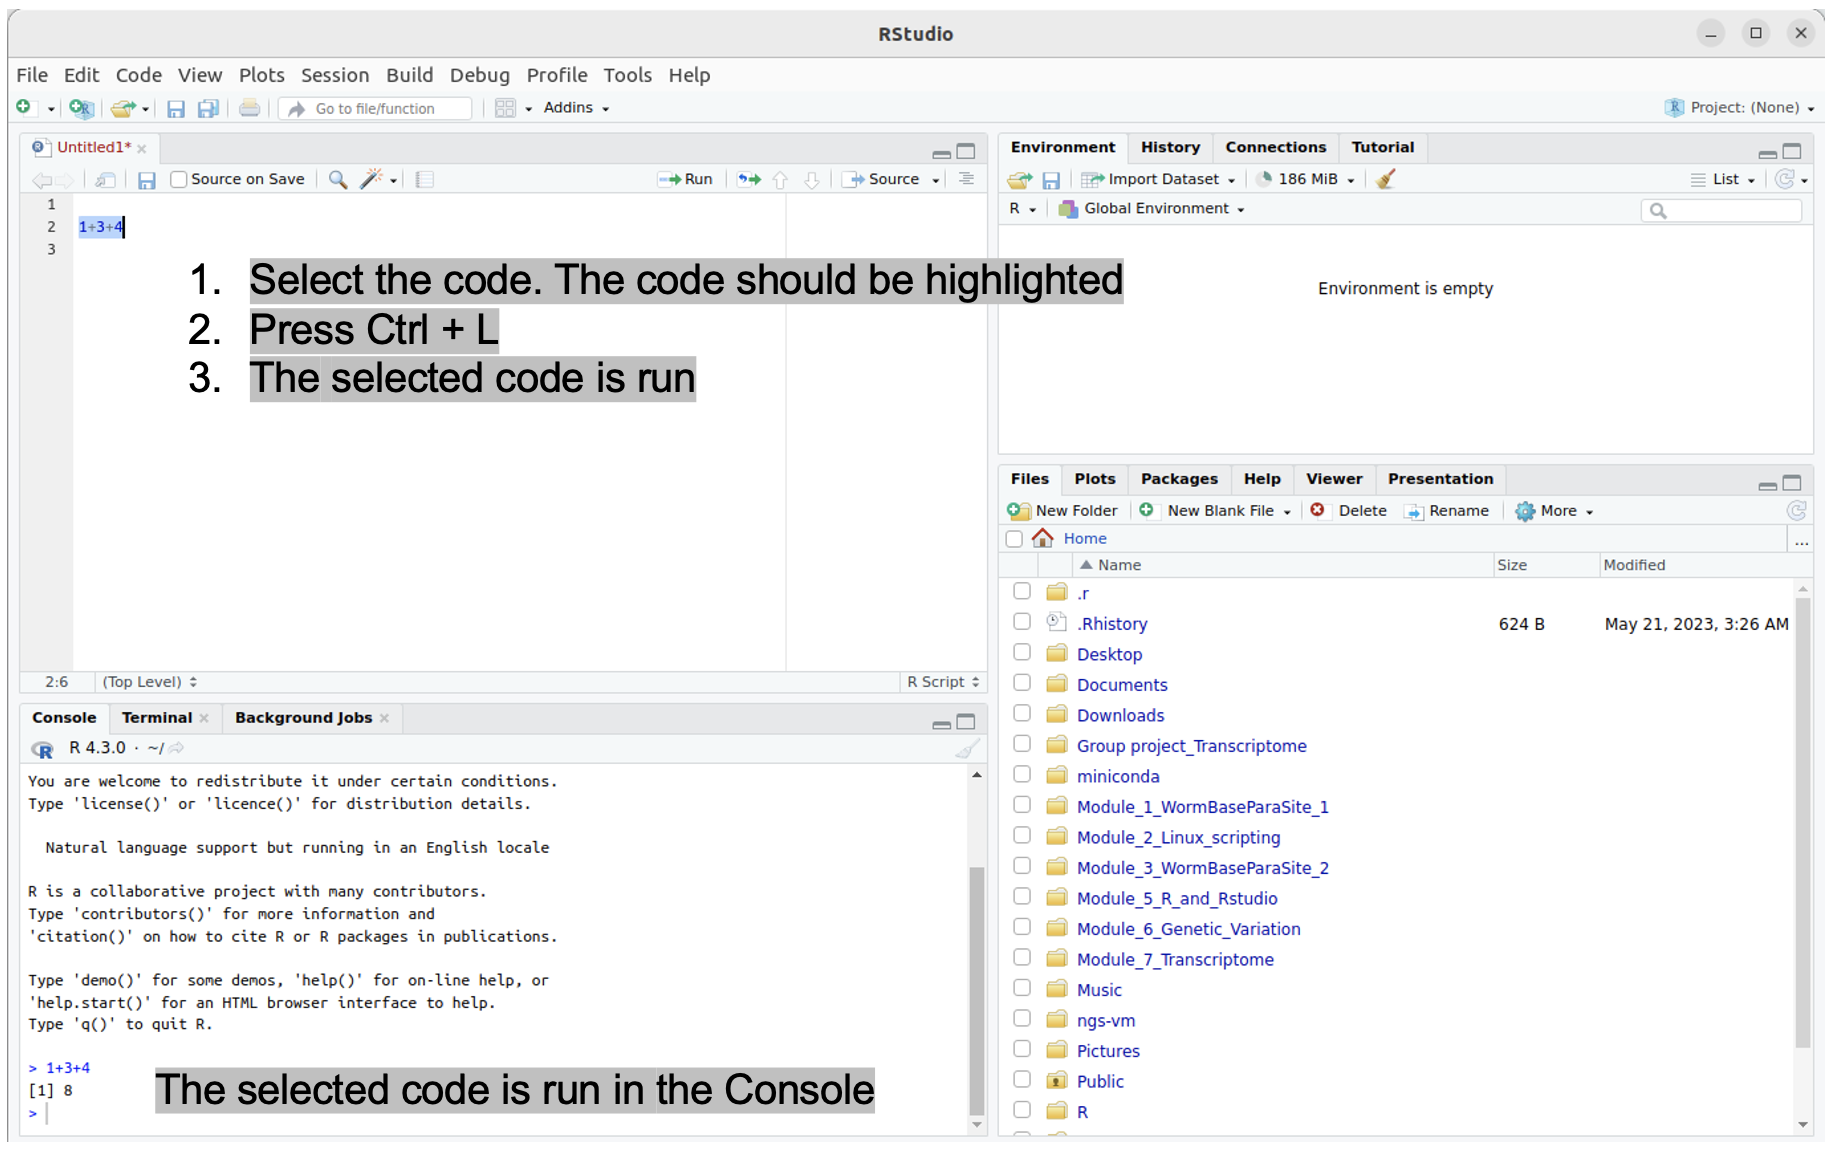 RStudio
File Edit Code View Plots Session Build Debug Profile Tools Help
Go to file/function Addins Project: (None)
Untitled1*
Source on Save Run Source
1
2 1+3+4
3
1. Select the code. The code should be highlighted
2. Press Ctrl + L
3. The selected code is run
2:6 (Top Level) R Script
Console Terminal Background Jobs
R 4.3.0 · ~/
You are welcome to redistribute it under certain conditions.
Type 'license()' or 'licence()' for distribution details.
Natural language support but running in an English locale
R is a collaborative project with many contributors.
Type 'contributors()' for more information and
'citation()' on how to cite R or R packages in publications.
Type 'demo()' for some demos, 'help()' for on-line help, or
'help.start()' for an HTML browser interface to help.
Type 'q()' to quit R.
> 1+3+4
[1] 8
>
The selected code is run in the Console
Environment History Connections Tutorial
Import Dataset 186 MiB List
R Global Environment
Environment is empty
Files Plots Packages Help Viewer Presentation
New Folder New Blank File Delete Rename More
Home ...
Name Size Modified
.r
.Rhistory 624 B May 21, 2023, 3:26 AM
Desktop
Documents
Downloads
Group project_Transcriptome
miniconda
Module_1_WormBaseParaSite_1
Module_2_Linux_scripting
Module_3_WormBaseParaSite_2
Module_5_R_and_Rstudio
Module_6_Genetic_Variation
Module_7_Transcriptome
Music
ngs-vm
Pictures
Public
R